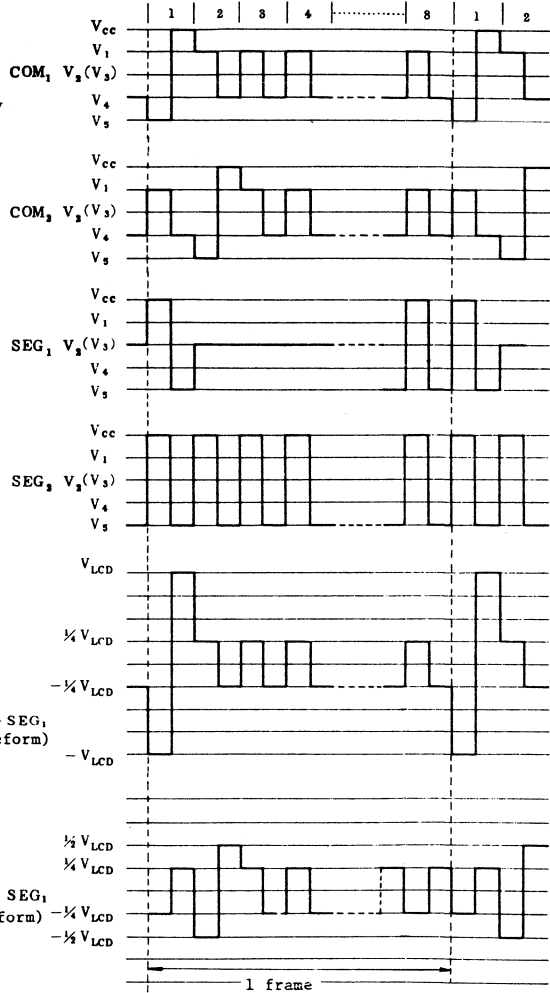 1 2 3 4 8 1 2
Vcc
V1
COM1 V2(V3)
V4
V5
Vcc
V1
COM2 V2(V3)
V4
V5
Vcc
V1
SEG1 V2(V3)
V4
V5
Vcc
V1
SEG2 V2(V3)
V4
V5
VLCD
¼ VLCD
-¼ VLCD
- SEG1
eform)
- VLCD
½ VLCD
¼ VLCD
SEG1
form) -¼ VLCD
-½ VLCD
1 frame